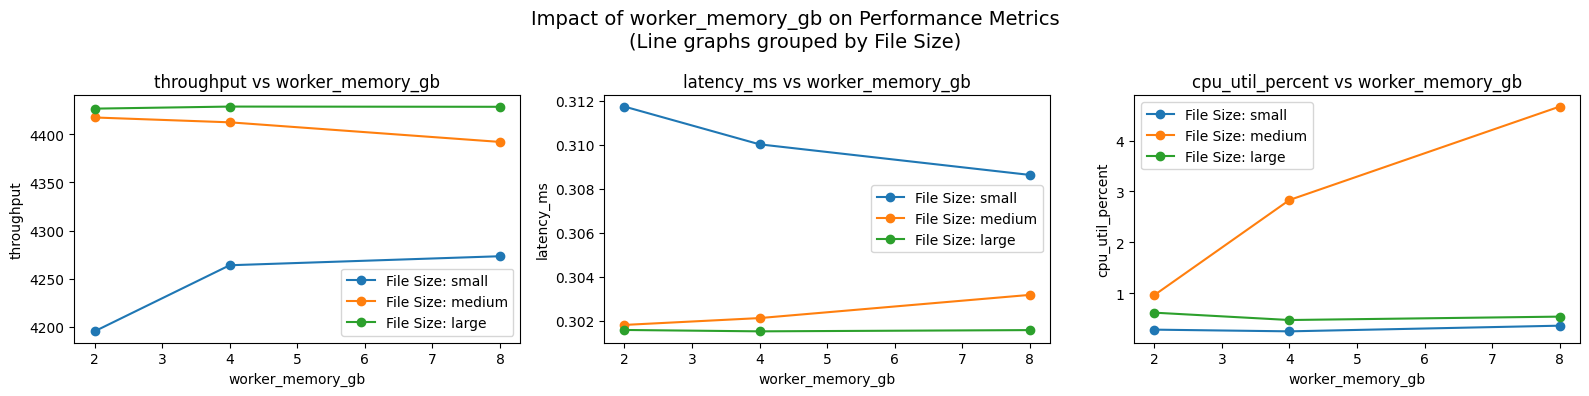 Impact of worker_memory_gb on Performance Metrics
(Line graphs grouped by File Size)
throughput vs worker_memory_gb
throughput
4400
4350
4300
4250
4200
2 3 4 5 6 7 8
worker_memory_gb
File Size: small
File Size: medium
File Size: large
latency_ms vs worker_memory_gb
latency_ms
0.312
0.310
0.308
0.306
0.304
0.302
2 3 4 5 6 7 8
worker_memory_gb
File Size: small
File Size: medium
File Size: large
cpu_util_percent vs worker_memory_gb
cpu_util_percent
4
3
2
1
2 3 4 5 6 7 8
worker_memory_gb
File Size: small
File Size: medium
File Size: large